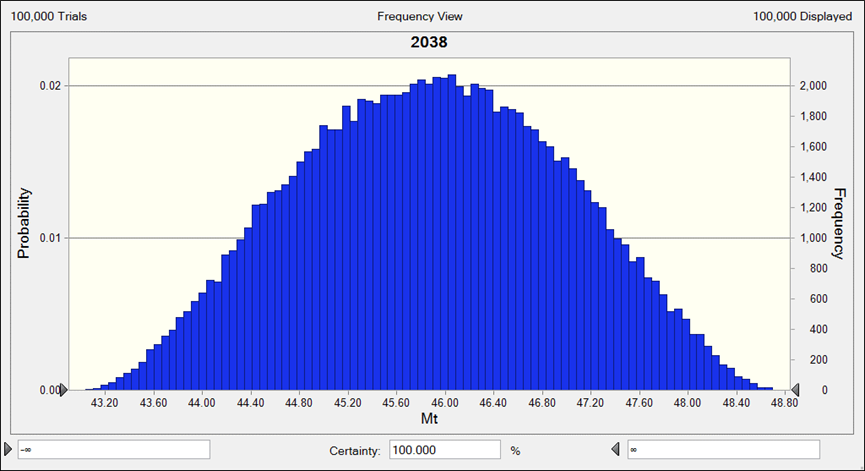 100,000 Trials Frequency View 100,000 Displayed
2038
0.02 2,000
1,800
1,600
1,400
1,200
0.01 1,000
800
600
400
200
0.00 0
Probability
Frequency
43.20 43.60 44.00 44.40 44.80 45.20 45.60 46.00 46.40 46.80 47.20 47.60 48.00 48.40 48.80
Mt
-∞ Certainty: 100.000 % ∞